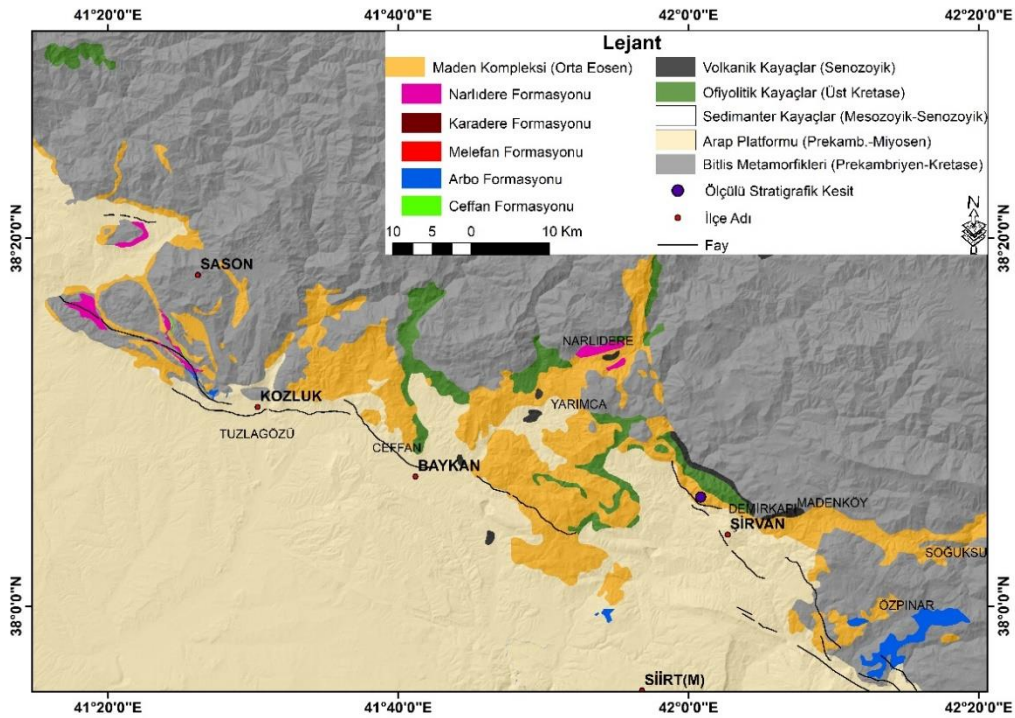 41°20'0"E 41°40'0"E 42°0'0"E 42°20'0"E
Lejant
Maden Kompleksi (Orta Eosen)
Narlıdere Formasyonu
Karadere Formasyonu
Melefan Formasyonu
Arbo Formasyonu
Ceffan Formasyonu
10 5 0 10 Km
Volkanik Kayaçlar (Senozoyik)
Ofiyolitik Kayaçlar (Üst Kretase)
Sedimanter Kayaçlar (Mesozoyik-Senozoyik)
Arap Platformu (Prekamb.-Miyosen)
Bitlis Metamorfikleri (Prekambriyen-Kretase)
Ölçülü Stratigrafik Kesit
İlçe Adı
Fay
N
38°20'0"N
38°20'0"N
SASON
NARLIDERE
KOZLUK
YARIMCA
TUZLAGÖZÜ
CEFFAN
BAYKAN
MADENKÖY
DEMİRKAPI
ŞİRVAN
SOĞUKSU
38°0'0"N
38°0'0"N
ÖZPINAR
SİİRT(M)
41°20'0"E 41°40'0"E 42°0'0"E 42°20'0"E